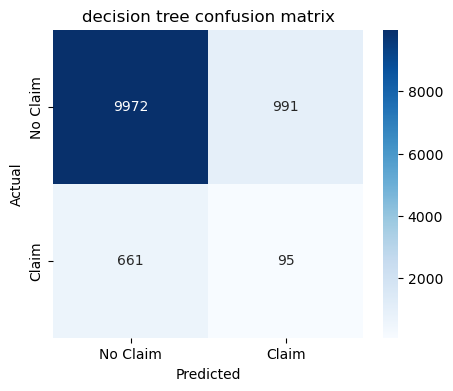 decision tree confusion matrix
No Claim
9972
991
8000
6000
Actual
4000
Claim
661
95
2000
No Claim
Claim
Predicted